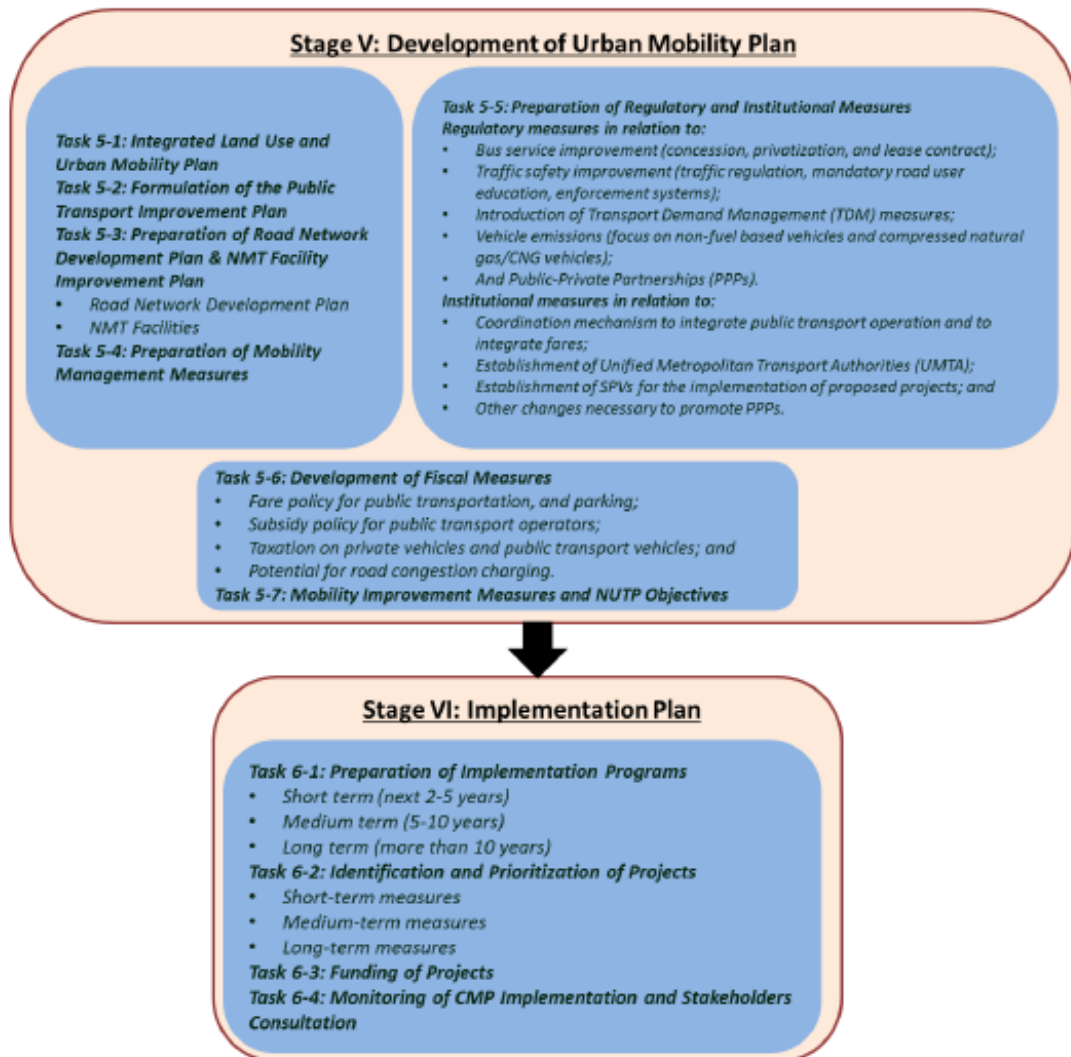 Stage V: Development of Urban Mobility Plan
Task 5-1: Integrated Land Use and
Urban Mobility Plan
Task 5-2: Formulation of the Public
Transport Improvement Plan
Task 5-3: Preparation of Road Network
Development Plan & NMT Facility
Improvement Plan
• Road Network Development Plan
• NMT Facilities
Task 5-4: Preparation of Mobility
Management Measures
Task 5-5: Preparation of Regulatory and Institutional Measures
Regulatory measures in relation to:
• Bus service improvement (concession, privatization, and lease contract);
• Traffic safety improvement (traffic regulation, mandatory road user
education, enforcement systems);
• Introduction of Transport Demand Management (TDM) measures;
• Vehicle emissions (focus on non-fuel based vehicles and compressed natural
gas/CNG vehicles);
• And Public-Private Partnerships (PPPs).
Institutional measures in relation to:
• Coordination mechanism to integrate public transport operation and to
integrate fares;
• Establishment of Unified Metropolitan Transport Authorities (UMTA);
• Establishment of SPVs for the implementation of proposed projects; and
• Other changes necessary to promote PPPs.
Task 5-6: Development of Fiscal Measures
• Fare policy for public transportation, and parking;
• Subsidy policy for public transport operators;
• Taxation on private vehicles and public transport vehicles; and
• Potential for road congestion charging.
Task 5-7: Mobility Improvement Measures and NUTP Objectives
Stage VI: Implementation Plan
Task 6-1: Preparation of Implementation Programs
• Short term (next 2-5 years)
• Medium term (5-10 years)
• Long term (more than 10 years)
Task 6-2: Identification and Prioritization of Projects
• Short-term measures
• Medium-term measures
• Long-term measures
Task 6-3: Funding of Projects
Task 6-4: Monitoring of CMP Implementation and Stakeholders
Consultation